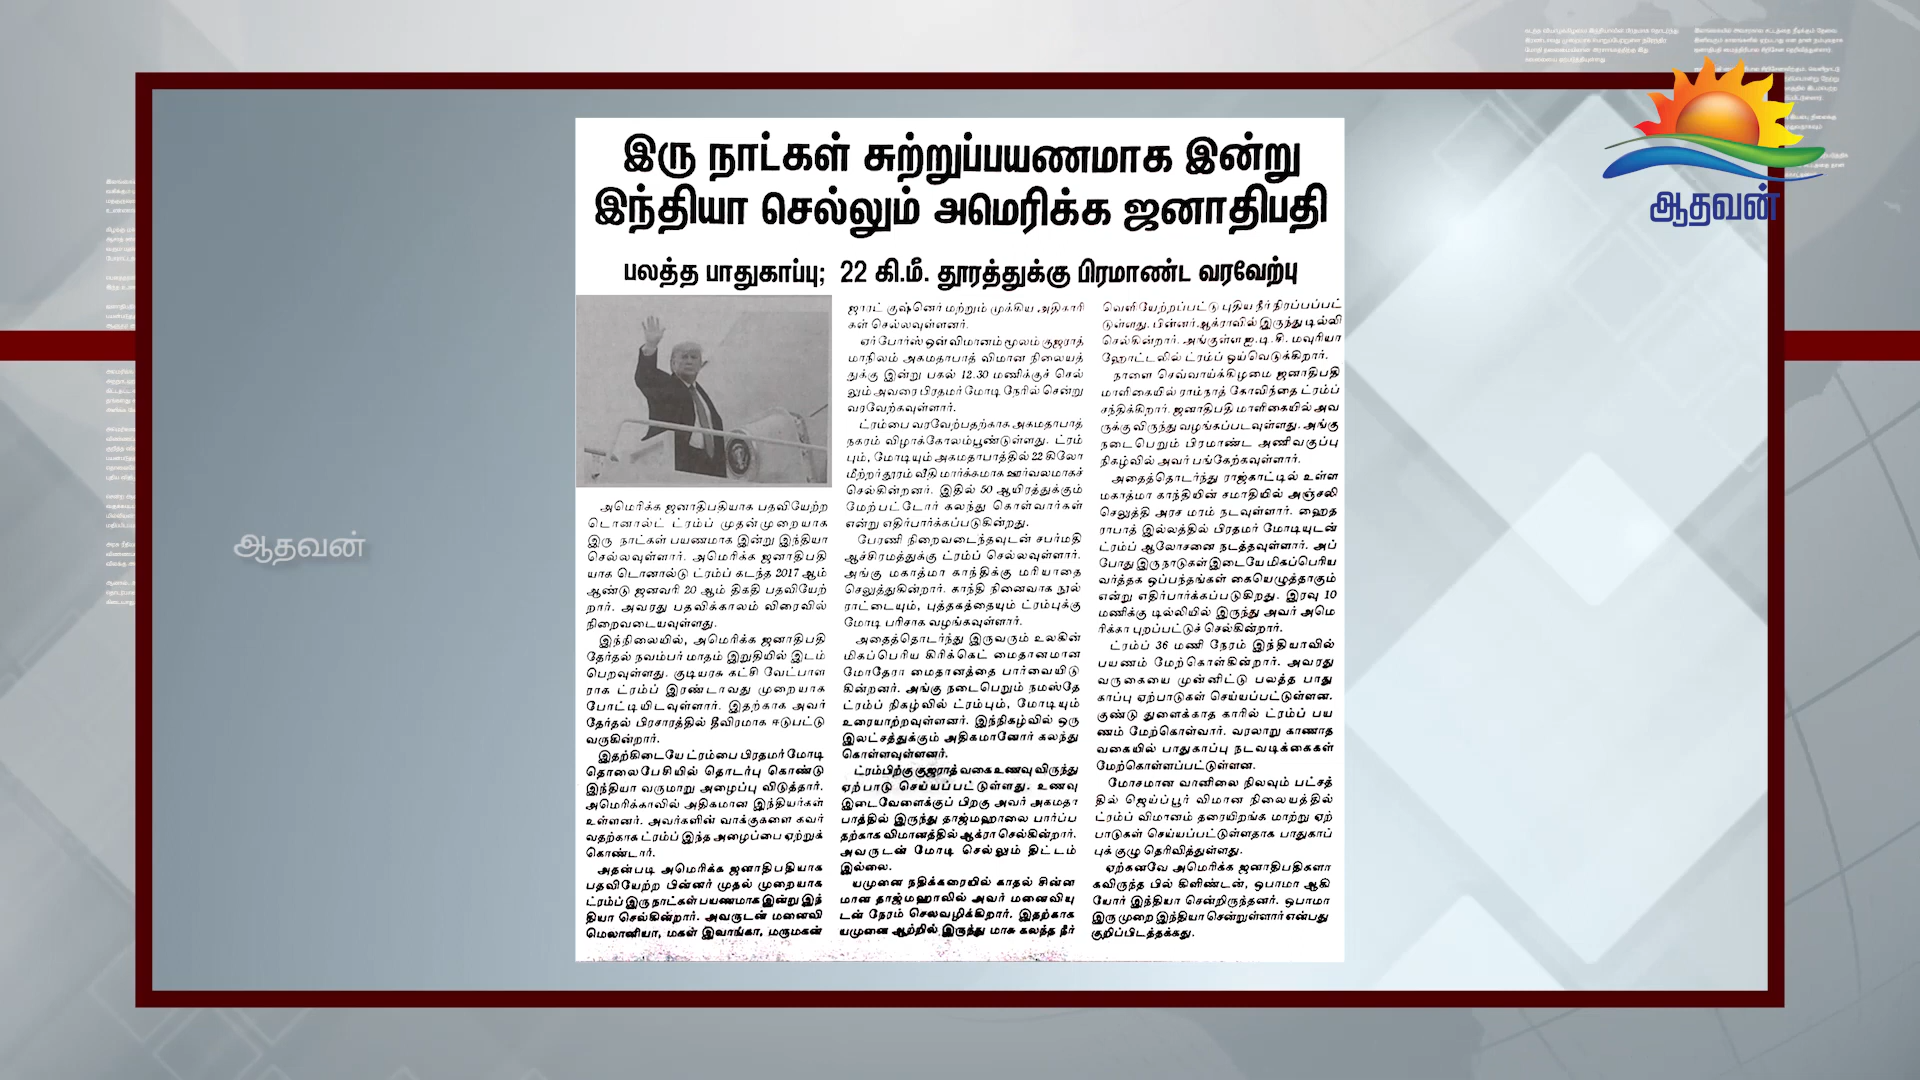 ஆதவன்
இரு நாட்கள் சுற்றுப்பயணமாக இன்று
இந்தியா செல்லும் அமெரிக்க ஜனாதிபதி
பலத்த பாதுகாப்பு; 22 கி.மீ. தூரத்துக்கு பிரமாண்ட வரவேற்பு
அமெரிக்க ஜனாதிபதியாக பதவியேற்ற
டொனால்ட் ட்ரம்ப் முதன்முறையாக
இரு நாட்கள் பயணமாக இன்று இந்தியா
செல்லவுள்ளார். அமெரிக்க ஜனாதிபதி
யாக டொனால்டு ட்ரம்ப் கடந்த 2017 ஆம்
ஆண்டு ஜனவரி 20 ஆம் திகதி பதவியேற்
றார். அவரது பதவிக்காலம் விரைவில்
நிறைவடையவுள்ளது.
இந்நிலையில், அமெரிக்க ஜனாதிபதி
தேர்தல் நவம்பர் மாதம் இறுதியில் இடம்
பெறவுள்ளது. குடியரசு கட்சி வேட்பாள
ராக ட்ரம்ப் இரண்டாவது முறையாக
போட்டியிடவுள்ளார். இதற்காக அவர்
தேர்தல் பிரசாரத்தில் தீவிரமாக ஈடுபட்டு
வருகின்றார்.
இதற்கிடையே ட்ரம்பை பிரதமர் மோடி
தொலைபேசியில் தொடர்பு கொண்டு
இந்தியா வருமாறு அழைப்பு விடுத்தார்.
அமெரிக்காவில் அதிகமான இந்தியர்கள்
உள்ளனர். அவர்களின் வாக்குகளை கவர்
வதற்காக ட்ரம்ப் இந்த அழைப்பை ஏற்றுக்
கொண்டார்.
அதன்படி அமெரிக்க ஜனாதிபதியாக
பதவியேற்ற பின்னர் முதல் முறையாக
ட்ரம்ப் இரு நாட்கள் பயணமாக இன்று இந்
தியா செல்கின்றார். அவருடன் மனைவி
மெலானியா, மகள் இவாங்கா, மருமகன்
ஜாரட் குஷ்னெர் மற்றும் முக்கிய அதிகாரி
கள் செல்லவுள்ளனர்.
ஏர் போர்ஸ் ஒன் விமானம் மூலம் குஜராத்
மாநிலம் அகமதாபாத் விமான நிலையத்
துக்கு இன்று பகல் 12.30 மணிக்குச் செல்
லும் அவரை பிரதமர் மோடி நேரில் சென்று
வரவேற்கவுள்ளார்.
ட்ரம்பை வரவேற்பதற்காக அகமதாபாத்
நகரம் விழாக்கோலம்பூண்டுள்ளது. ட்ரம்
பும், மோடியும் அகமதாபாத்தில் 22 கிலோ
மீற்றர் தூரம் வீதி மார்க்கமாக ஊர்வலமாகச்
செல்கின்றனர். இதில் 50 ஆயிரத்துக்கும்
மேற்பட்டோர் கலந்து கொள்வார்கள்
என்று எதிர்பார்க்கப்படுகின்றது.
பேரணி நிறைவடைந்தவுடன் சபர்மதி
ஆச்சிரமத்துக்கு ட்ரம்ப் செல்லவுள்ளார்.
அங்கு மகாத்மா காந்திக்கு மரியாதை
செலுத்துகின்றார். காந்தி நினைவாக நூல்
ராட்டையும், புத்தகத்தையும் ட்ரம்புக்கு
மோடி பரிசாக வழங்கவுள்ளார்.
அதைத்தொடர்ந்து இருவரும் உலகின்
மிகப்பெரிய கிரிக்கெட் மைதானமான
மோதேரா மைதானத்தை பார்வையிடு
கின்றனர். அங்கு நடைபெறும் நமஸ்தே
ட்ரம்ப் நிகழ்வில் ட்ரம்பும், மோடியும்
உரையாற்றவுள்ளனர். இந்நிகழ்வில் ஒரு
இலட்சத்துக்கும் அதிகமானோர் கலந்து
கொள்ளவுள்ளனர்.
ட்ரம்பிற்கு குஜராத் வகை உணவு விருந்து
ஏற்பாடு செய்யப்பட்டுள்ளது. உணவு
இடைவேளைக்குப் பிறகு அவர் அகமதா
பாத்தில் இருந்து தாஜ்மஹாலை பார்ப்ப
தற்காக விமானத்தில் ஆக்ரா செல்கின்றார்.
அவருடன் மோடி செல்லும் திட்டம்
இல்லை.
யமுனை நதிக்கரையில் காதல் சின்ன
மான தாஜ்மஹாலில் அவர் மனைவியு
டன் நேரம் செலவழிக்கிறார். இதற்காக
யமுனை ஆற்றில் இருந்து மாசு கலந்த நீர்
வெளியேற்றப்பட்டு புதிய நீர் நிரப்பப்பட்
டுள்ளது. பின்னர் ஆக்ராவில் இருந்து டில்லி
செல்கின்றார். அங்குள்ள ஐ.டி.சி. மவுரியா
ஹோட்டலில் ட்ரம்ப் ஓய்வெடுக்கிறார்.
நாளை செவ்வாய்க்கிழமை ஜனாதிபதி
மாளிகையில் ராம்நாத் கோவிந்தை ட்ரம்ப்
சந்திக்கிறார். ஜனாதிபதி மாளிகையில் அவ
ருக்கு விருந்து வழங்கப்படவுள்ளது. அங்கு
நடைபெறும் பிரமாண்ட அணிவகுப்பு
நிகழ்வில் அவர் பங்கேற்கவுள்ளார்.
அதைத்தொடர்ந்து ராஜ்காட்டில் உள்ள
மகாத்மா காந்தியின் சமாதியில் அஞ்சலி
செலுத்தி அரச மரம் நடவுள்ளார். ஹைத
ராபாத் இல்லத்தில் பிரதமர் மோடியுடன்
ட்ரம்ப் ஆலோசனை நடத்தவுள்ளார். அப்
போது இரு நாடுகள் இடையே மிகப்பெரிய
வர்த்தக ஒப்பந்தங்கள் கையெழுத்தாகும்
என்று எதிர்பார்க்கப்படுகிறது. இரவு 10
மணிக்கு டில்லியில் இருந்து அவர் அமெ
ரிக்கா புறப்பட்டுச் செல்கின்றார்.
ட்ரம்ப் 36 மணி நேரம் இந்தியாவில்
பயணம் மேற்கொள்கின்றார். அவரது
வருகையை முன்னிட்டு பலத்த பாது
காப்பு ஏற்பாடுகள் செய்யப்பட்டுள்ளன.
குண்டு துளைக்காத காரில் ட்ரம்ப் பய
ணம் மேற்கொள்வார். வரலாறு காணாத
வகையில் பாதுகாப்பு நடவடிக்கைகள்
மேற்கொள்ளப்பட்டுள்ளன.
மோசமான வானிலை நிலவும் பட்சத்
தில் ஜெய்ப்பூர் விமான நிலையத்தில்
ட்ரம்ப் விமானம் தரையிறங்க மாற்று ஏற்
பாடுகள் செய்யப்பட்டுள்ளதாக பாதுகாப்
புக் குழு தெரிவித்துள்ளது.
ஏற்கனவே அமெரிக்க ஜனாதிபதிகளா
கவிருந்த பில் கிளிண்டன், ஒபாமா ஆகி
யோர் இந்தியா சென்றிருந்தனர். ஒபாமா
இரு முறை இந்தியா சென்றுள்ளார் என்பது
குறிப்பிடத்தக்கது.
ஆதவன்